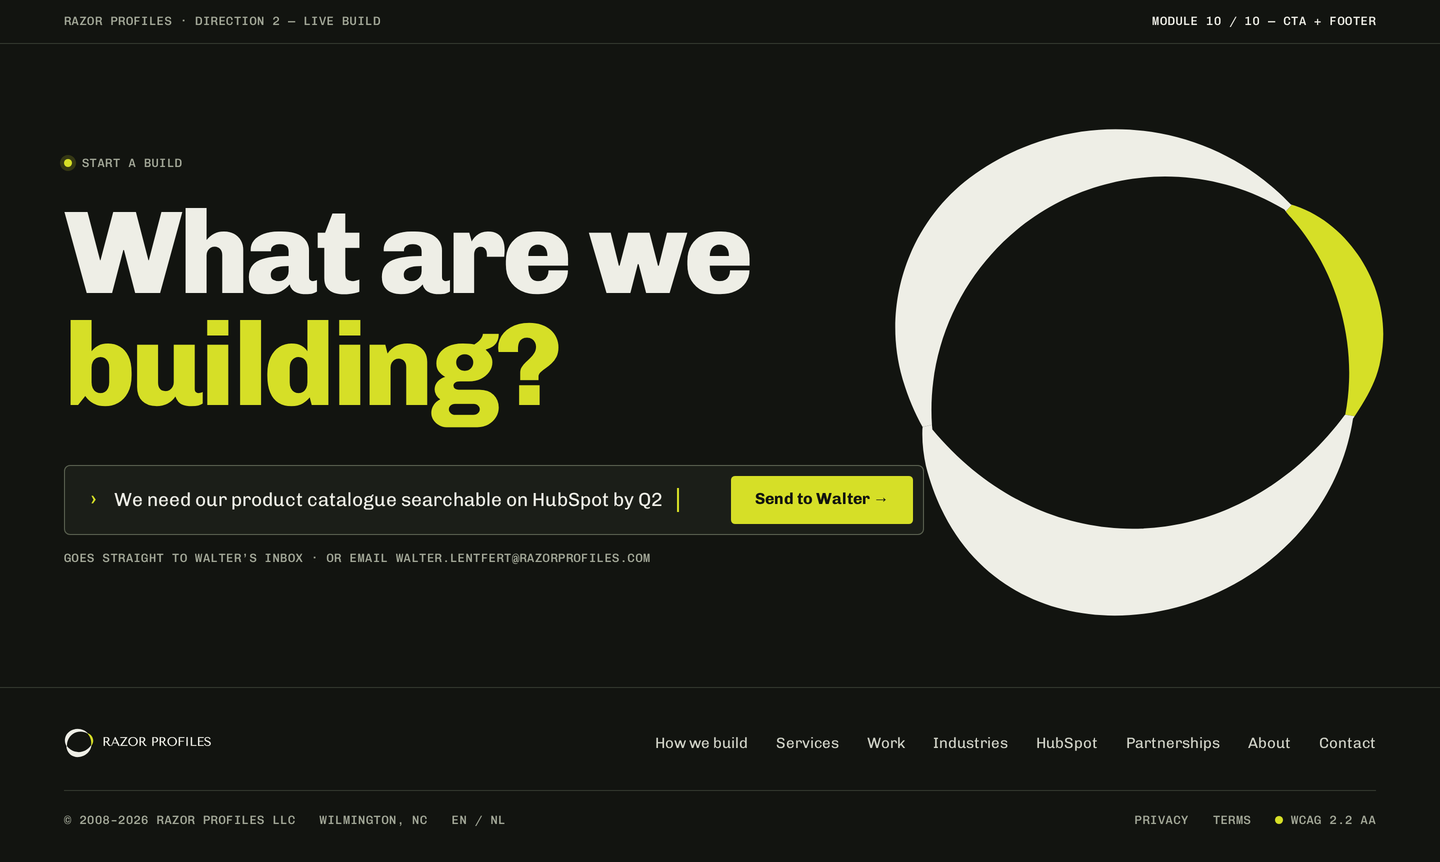 RAZOR PROFILES · DIRECTION 2 — LIVE BUILD
MODULE 10 / 10 — CTA + FOOTER
START A BUILD
What are we
building?
› We need our product catalogue searchable on HubSpot by Q2
Send to Walter →
GOES STRAIGHT TO WALTER'S INBOX · OR EMAIL WALTER.LENTFERT@RAZORPROFILES.COM
RAZOR PROFILES
How we build Services Work Industries HubSpot Partnerships About Contact
© 2008–2026 RAZOR PROFILES LLC WILMINGTON, NC EN / NL
PRIVACY TERMS WCAG 2.2 AA